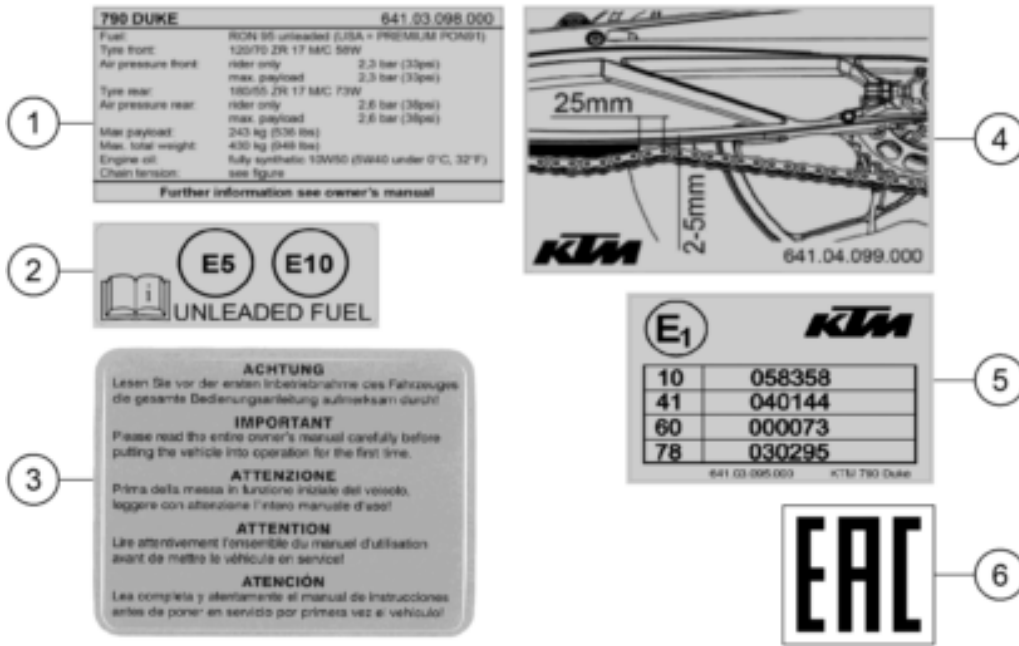 790 DUKE 641.03.098.000
Fuel: RON 95 unleaded (USA = PREMIUM PON91)
Tyre front: 120/70 ZR 17 M/C 58W
Air pressure front: rider only 2,3 bar (33psi)
max. payload 2,3 bar (33psi)
Tyre rear: 180/55 ZR 17 M/C 73W
Air pressure rear: rider only 2,6 bar (38psi)
max. payload 2,6 bar (38psi)
Max payload: 243 kg (536 lbs)
Max. total weight: 430 kg (948 lbs)
Engine oil: fully synthetic 10W50 (5W40 under 0°C, 32°F)
Chain tension: see figure
Further information see owner's manual
1
E5 E10
i
UNLEADED FUEL
2
ACHTUNG
Lesen Sie vor der ersten Inbetriebnahme des Fahrzeuges
die gesamte Bedienungsanleitung aufmerksam durch!
IMPORTANT
Please read the entire owner's manual carefully before
putting the vehicle into operation for the first time.
ATTENZIONE
Prima della messa in funzione iniziale del veicolo,
leggere con attenzione l'intero manuale d'uso!
ATTENTION
Lire attentivement l'ensemble du manuel d'utilisation
avant de mettre le véhicule en service!
ATENCIÓN
Lea completa y atentamente el manual de instrucciones
antes de poner en servicio por primera vez el vehículo!
3
25mm
2-5mm
KTM
641.04.099.000
4
E1 KTM
10 058358
41 040144
60 000073
78 030295
641.03.095.000 KTM 790 Duke
5
EAC
6